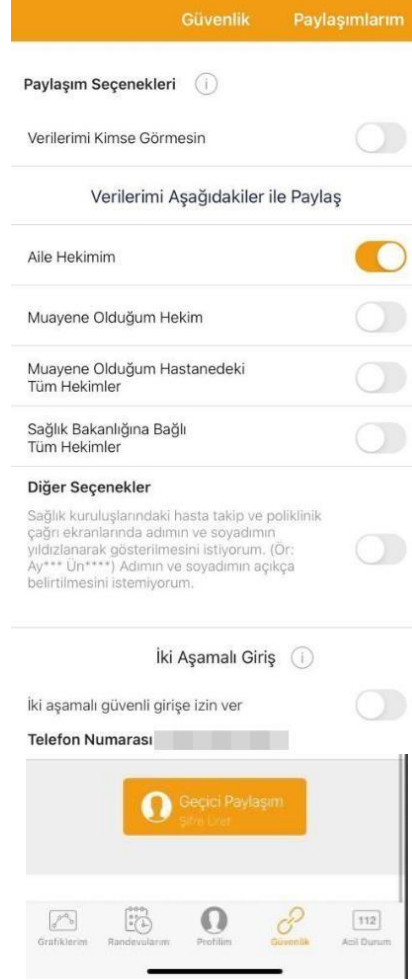 Güvenlik Paylaşımlarım
Paylaşım Seçenekleri i
Verilerimi Kimse Görmesin
Verilerimi Aşağıdakiler ile Paylaş
Aile Hekimim
Muayene Olduğum Hekim
Muayene Olduğum Hastanedeki
Tüm Hekimler
Sağlık Bakanlığına Bağlı
Tüm Hekimler
Diğer Seçenekler
Sağlık kuruluşlarındaki hasta takip ve poliklinik
çağrı ekranlarında adımın ve soyadımın
yıldızlanarak gösterilmesini istiyorum. (Ör:
Ay*** Ün****) Adımın ve soyadımın açıkça
belirtilmesini istemiyorum.
İki Aşamalı Giriş i
İki aşamalı güvenli girişe izin ver
Telefon Numarası
Geçici Paylaşım
Şifre Üret
Grafiklerim Randevularım Profilim Güvenlik 112 Acil Durum